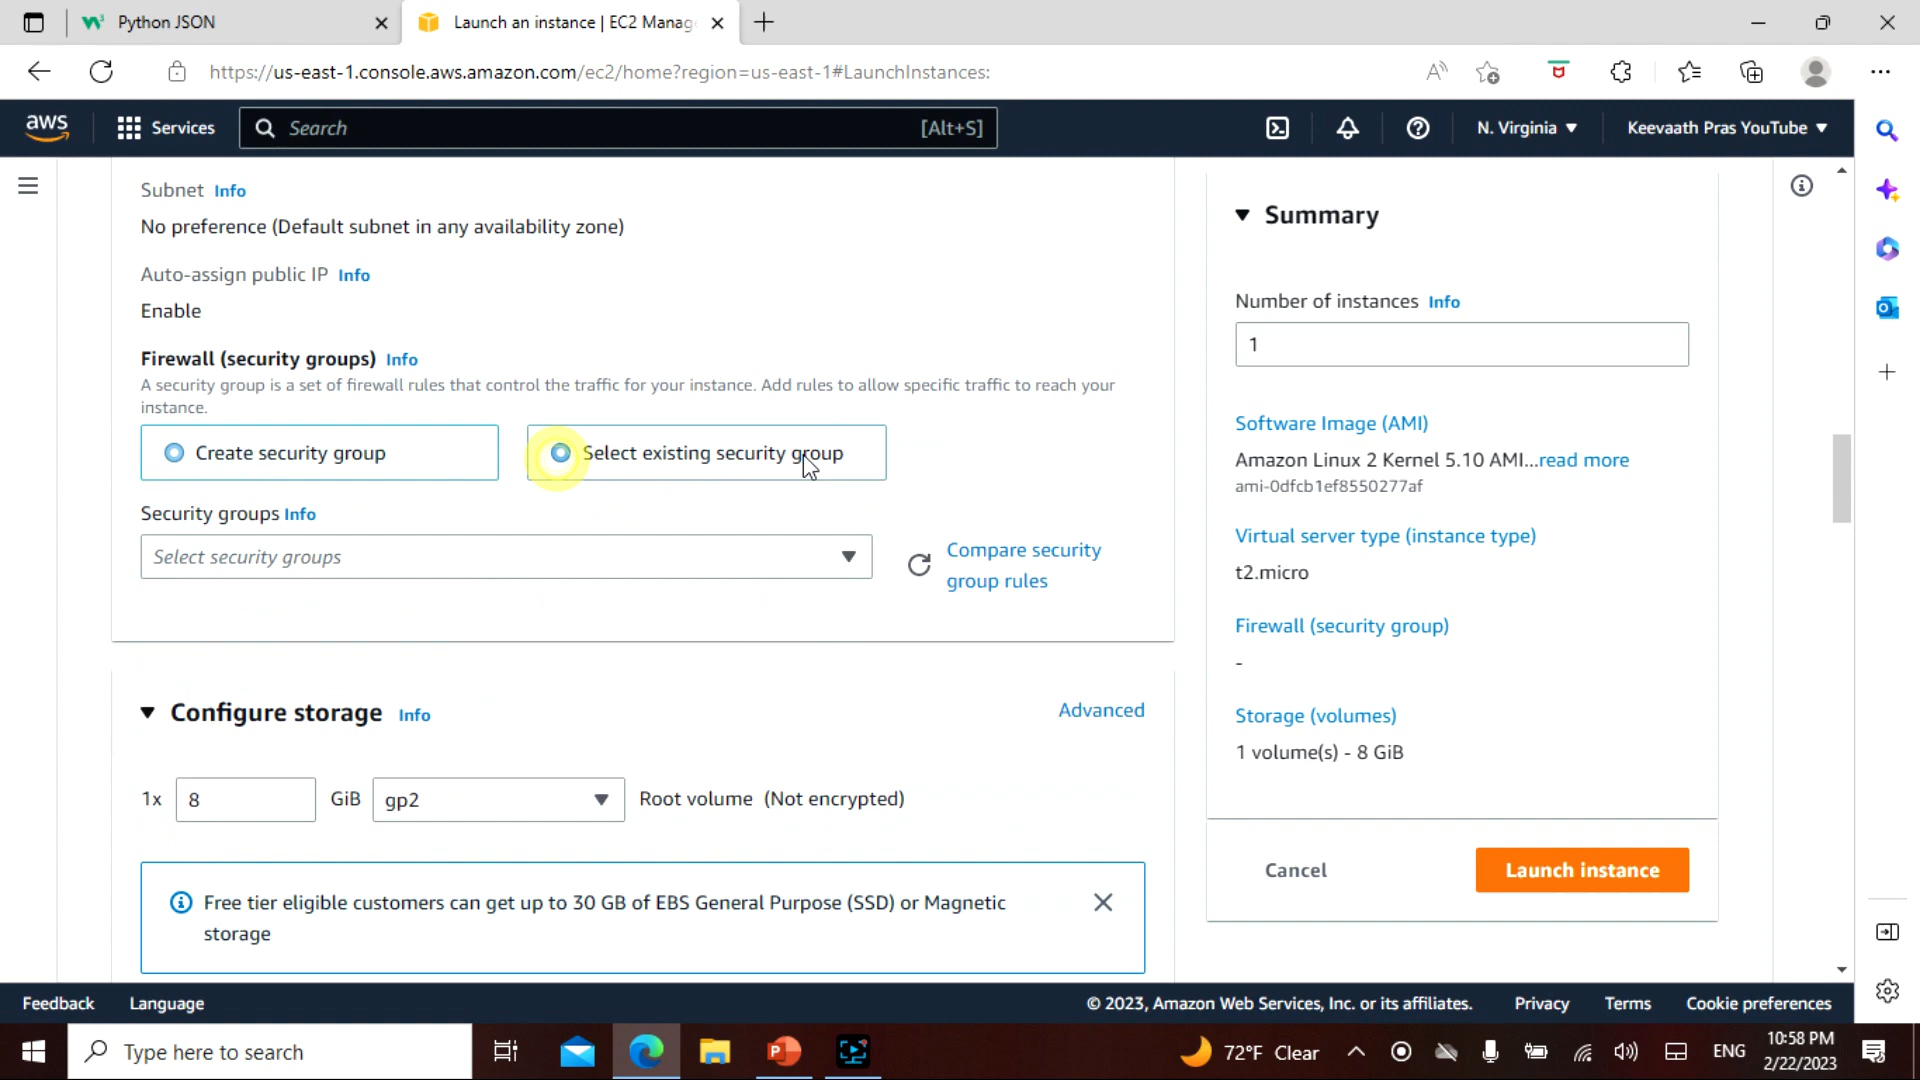 Python JSON
Launch an instance | EC2 Manag
https://us-east-1.console.aws.amazon.com/ec2/home?region=us-east-1#LaunchInstances:
aws
Services
Search
[Alt+S]
N. Virginia
Keevaath Pras YouTube
Subnet Info
No preference (Default subnet in any availability zone)
Auto-assign public IP Info
Enable
Firewall (security groups) Info
A security group is a set of firewall rules that control the traffic for your instance. Add rules to allow specific traffic to reach your
instance.
Create security group
Select existing security group
Security groups Info
Select security groups
Compare security
group rules
Configure storage Info
Advanced
1x 8 GiB gp2 Root volume (Not encrypted)
Free tier eligible customers can get up to 30 GB of EBS General Purpose (SSD) or Magnetic
storage
Summary
Number of instances Info
1
Software Image (AMI)
Amazon Linux 2 Kernel 5.10 AMI...read more
ami-0dfcb1ef8550277af
Virtual server type (instance type)
t2.micro
Firewall (security group)
-
Storage (volumes)
1 volume(s) - 8 GiB
Cancel
Launch instance
Feedback
Language
© 2023, Amazon Web Services, Inc. or its affiliates.
Privacy
Terms
Cookie preferences
Type here to search
72°F Clear
ENG
10:58 PM
2/22/2023